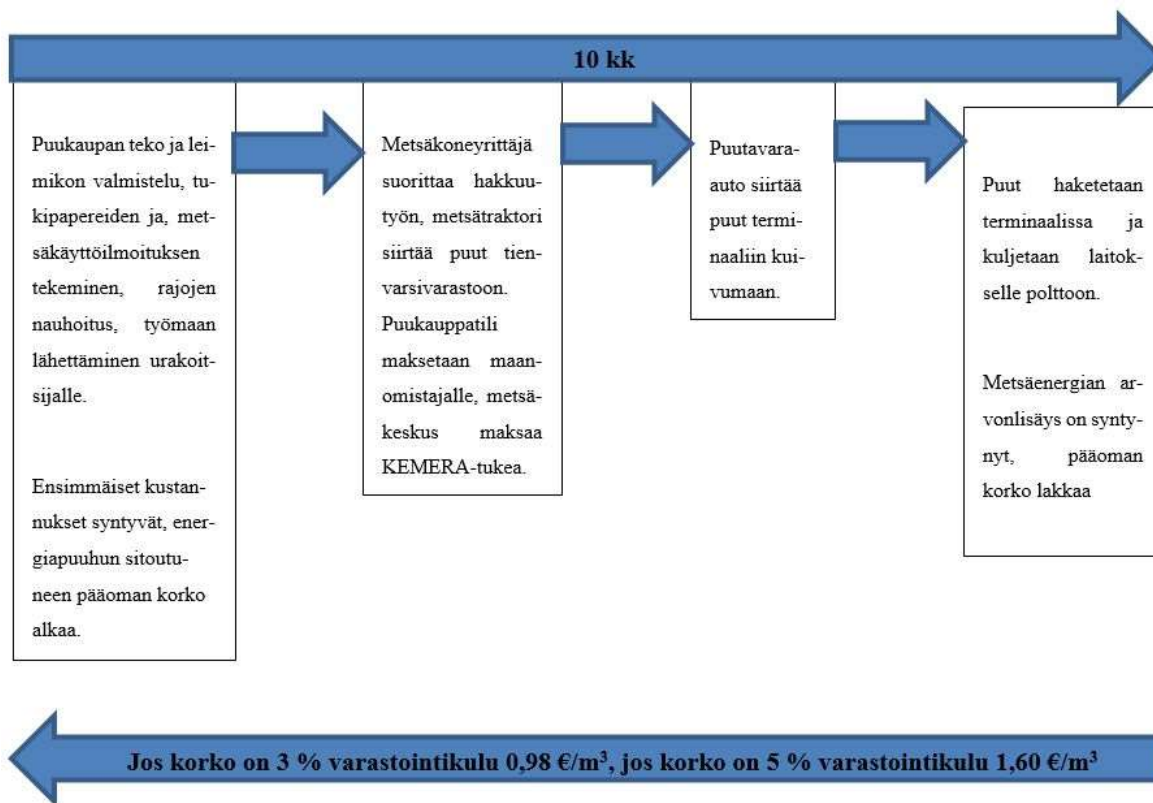 10 kk
Puukaupan teko ja lei-
mikon valmistelu, tu-
kipapereiden ja, met-
säkäyttöilmoituksen
tekeminen, rajojen
nauhoitus, työmaan
lähettäminen urakoit-
sijalle.
Ensimmäiset kustan-
nukset syntyvät, ener-
giapuuhun sitoutu-
neen pääoman korko
alkaa.
Metsäkoneyrittäjä
suorittaa hakkuu-
työn, metsätraktori
siirtää puut tien-
varsivarastoon.
Puukauppatili
maksetaan maan-
omistajalle, metsä-
keskus maksaa
KEMERA-tukea.
Puutavara-
auto siirtää
puut termi-
naaliin kui-
vumaan.
Puut haketetaan
terminaalissa ja
kuljetaan laitok-
selle polttoon.
Metsäenergian ar-
vonlisäys on synty-
nyt, pääoman
korko lakkaa
Jos korko on 3 % varastointikulu 0,98 €/m³, jos korko on 5 % varastointikulu 1,60 €/m³